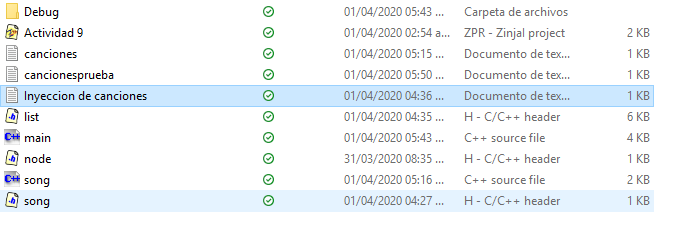 Debug 01/04/2020 05:43 ... Carpeta de archivos
Actividad 9 01/04/2020 02:54 a... ZPR - Zinjal project 2 KB
canciones 01/04/2020 05:15 ... Documento de tex... 1 KB
cancionesprueba 01/04/2020 05:50 ... Documento de tex... 1 KB
Inyeccion de canciones 01/04/2020 04:36 ... Documento de tex... 1 KB
list 01/04/2020 04:35 ... H - C/C++ header 6 KB
C++ main 01/04/2020 05:43 ... C++ source file 4 KB
node 31/03/2020 08:35 ... H - C/C++ header 1 KB
C++ song 01/04/2020 05:16 ... C++ source file 2 KB
song 01/04/2020 04:27 ... H - C/C++ header 1 KB